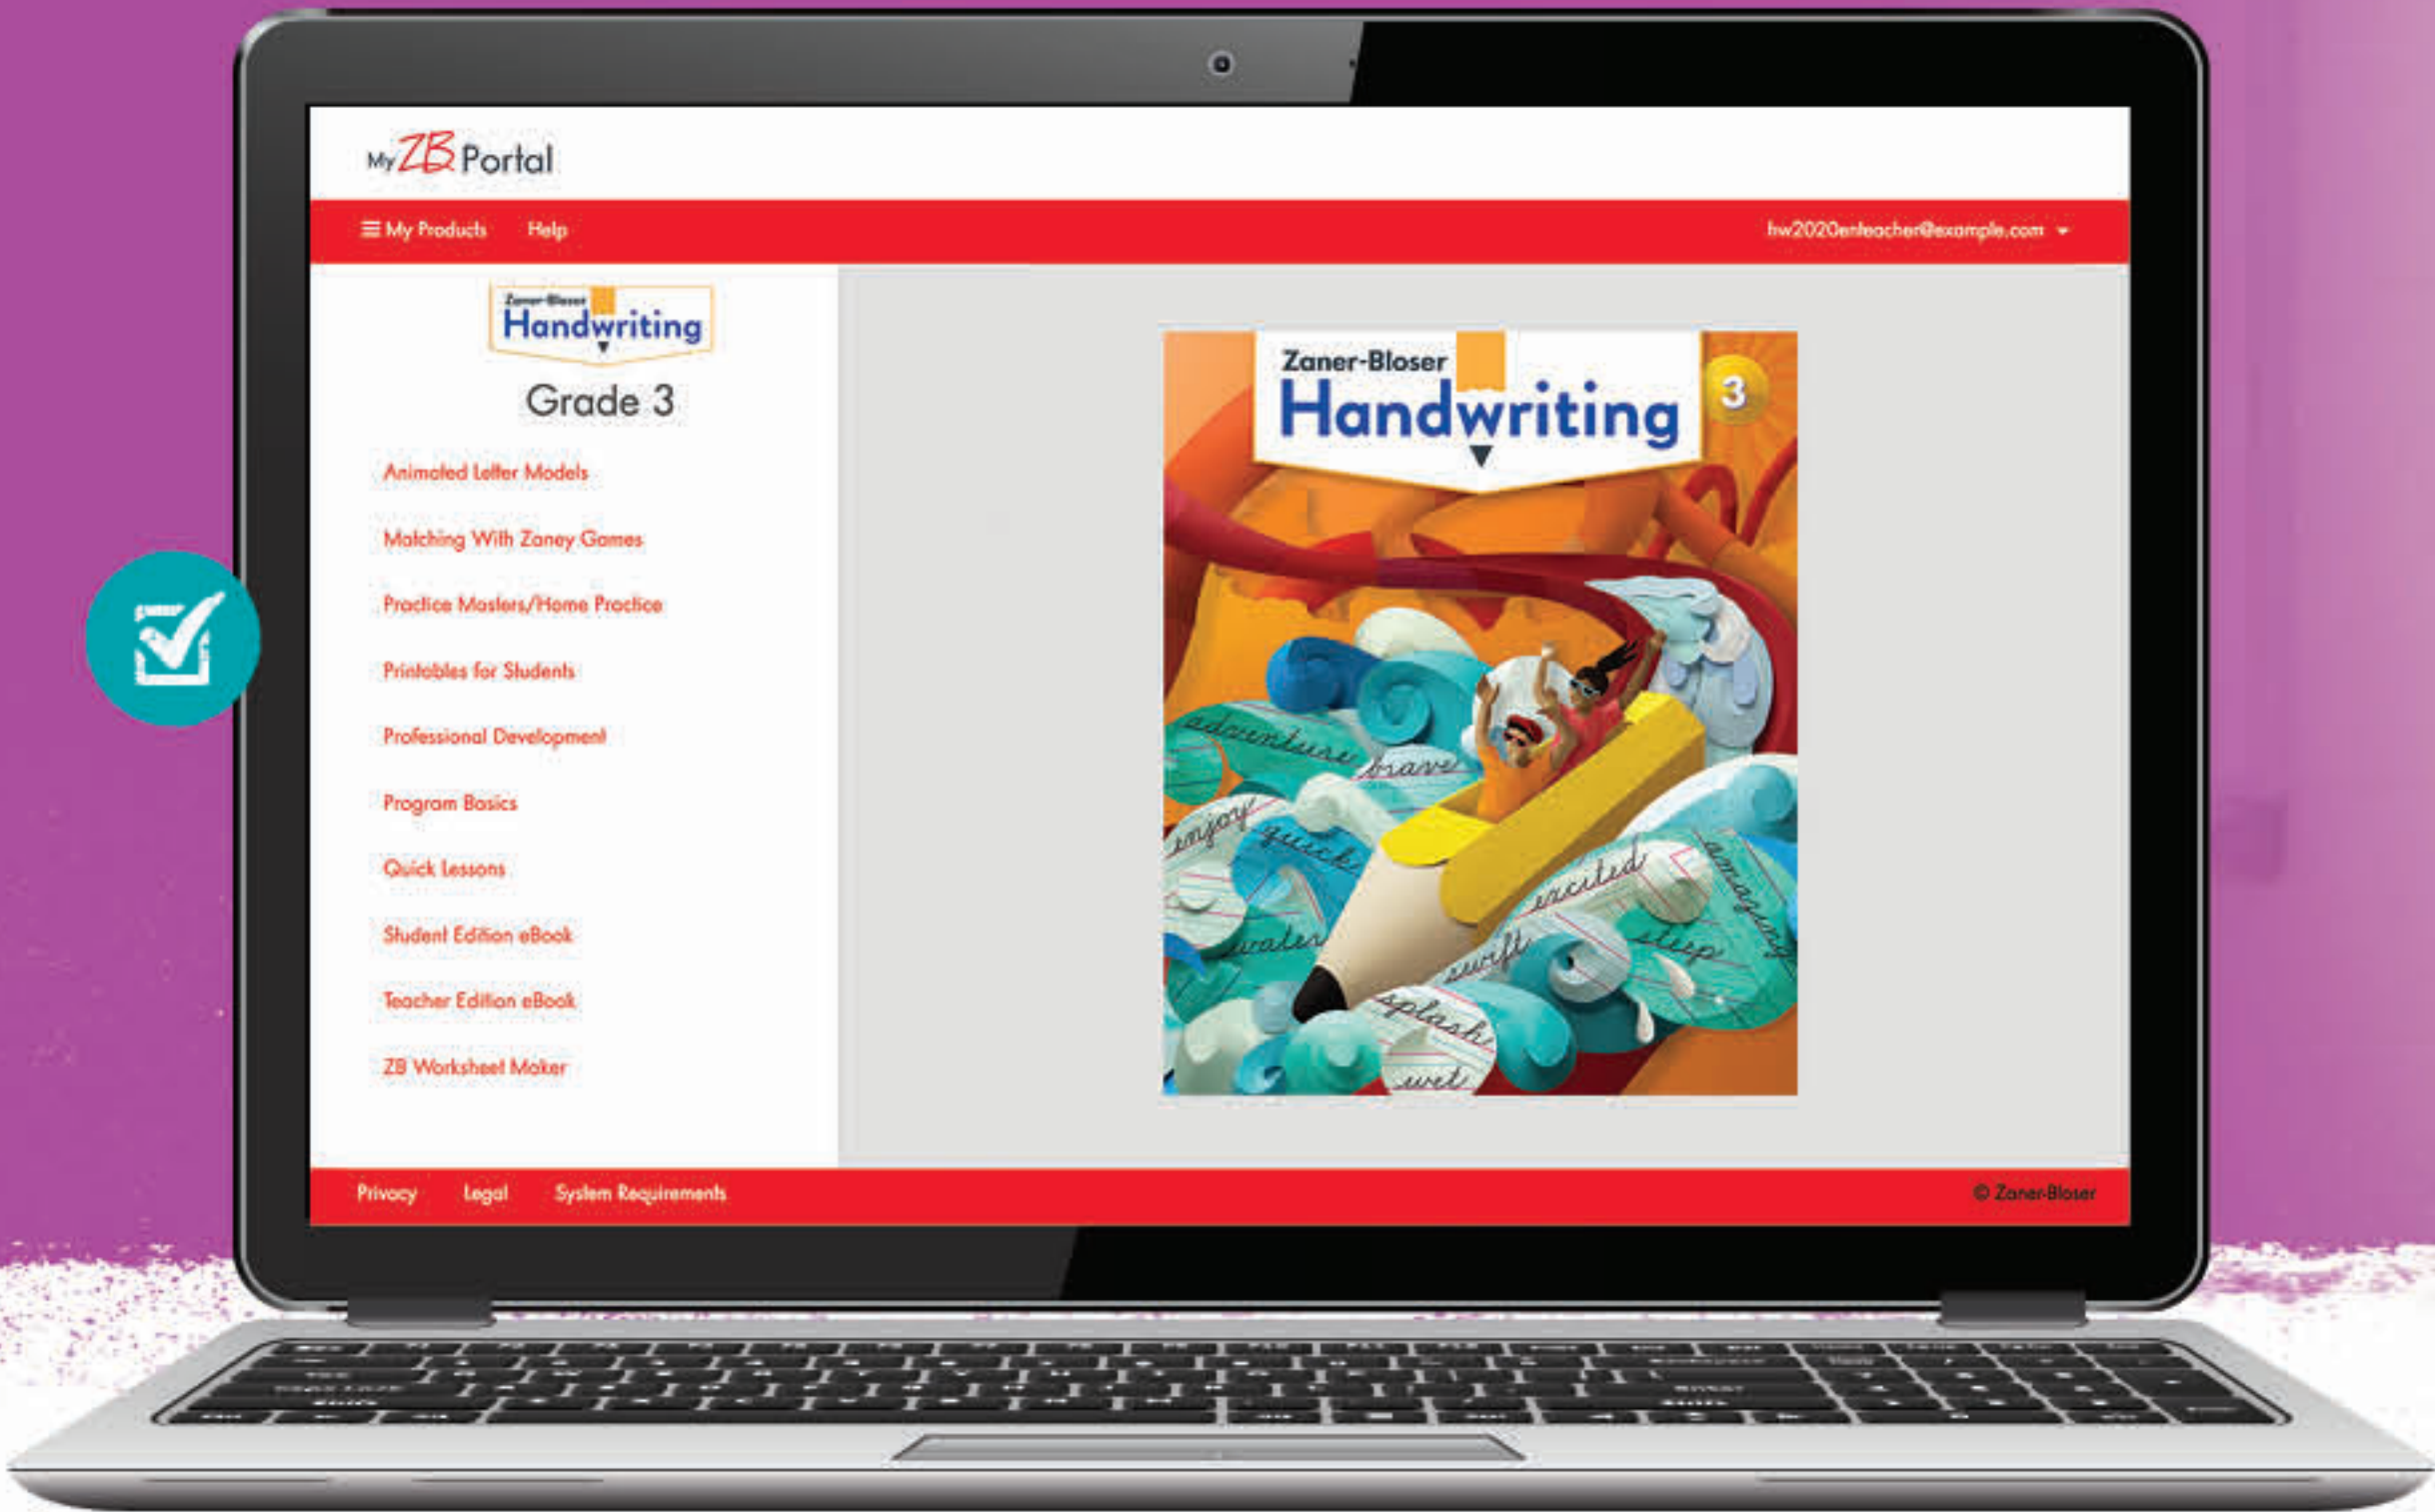 My ZB Portal
My Products Help hw2020enteacher@example.com
Zaner-Bloser
Handwriting
Grade 3
Animated Letter Models
Matching With Zaney Games
Practice Masters/Home Practice
Printables for Students
Professional Development
Program Basics
Quick Lessons
Student Edition eBook
Teacher Edition eBook
ZB Worksheet Maker
Zaner-Bloser
Handwriting
3
adventure brave
enjoy quick
excited amazing
water swift steep
splash
wet
Privacy Legal System Requirements © Zaner-Bloser